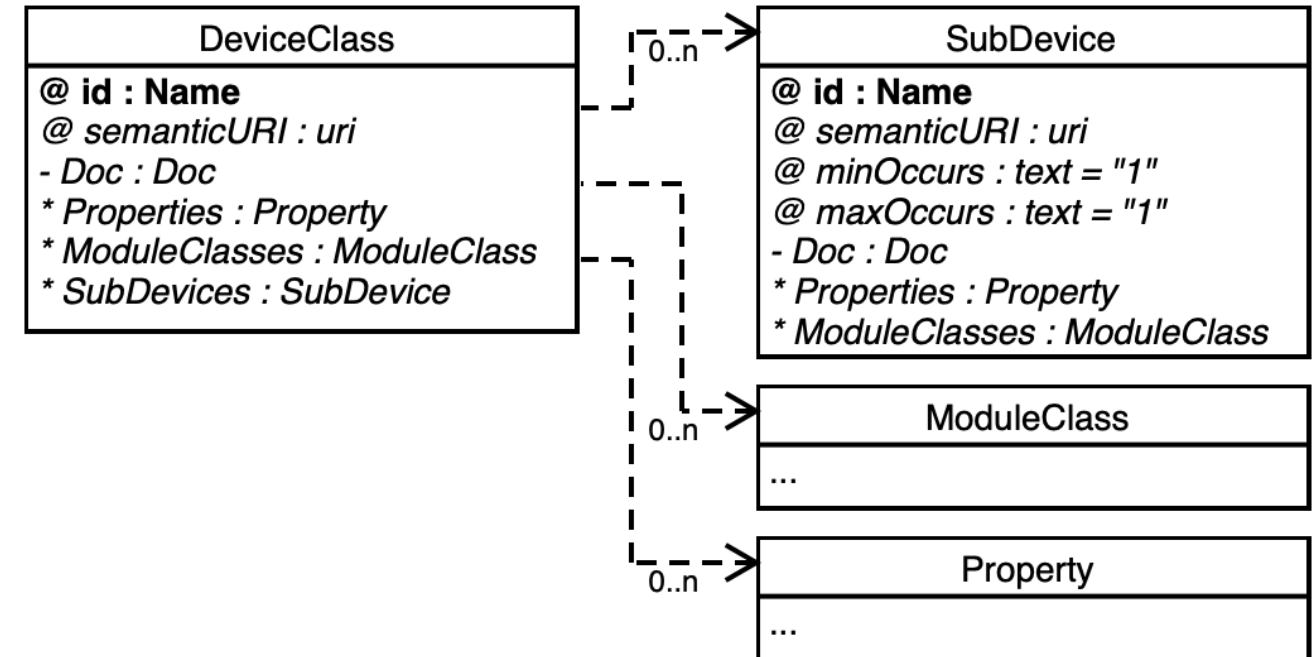 DeviceClass
@ id : Name
@ semanticURI : uri
- Doc : Doc
* Properties : Property
* ModuleClasses : ModuleClass
* SubDevices : SubDevice
0..n
SubDevice
@ id : Name
@ semanticURI : uri
@ minOccurs : text = "1"
@ maxOccurs : text = "1"
- Doc : Doc
* Properties : Property
* ModuleClasses : ModuleClass
0..n
ModuleClass
...
0..n
Property
...